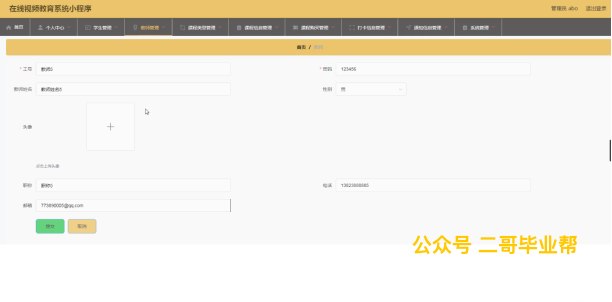 在线视频教育系统小程序
管理员 abo 退出登录
首页 个人中心 学生管理 教师管理 课程类型管理 课程信息管理 课程购买管理 打卡信息管理 通知信息管理 系统管理
首页 /
* 工号 教师5 * 密码 123456
教师姓名 教师姓名5 性别 男
头像
+
点击上传头像
职称 职称5 电话 13823888885
邮箱 773890005@qq.com
提交 取消
公众号 二哥毕业帮